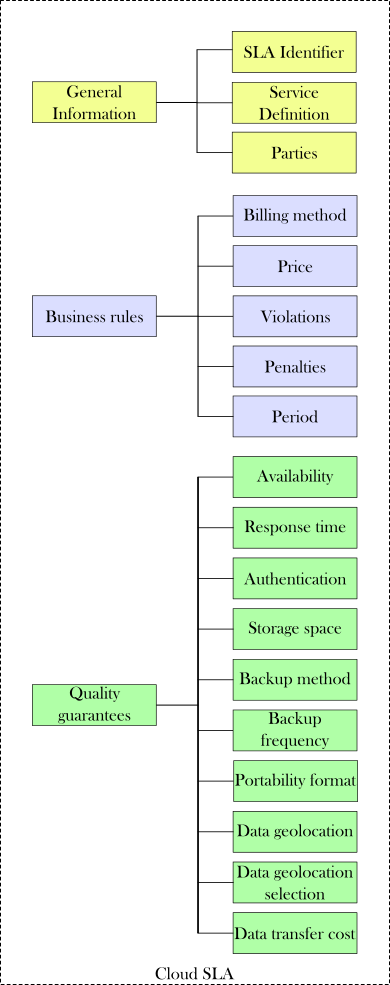 SLA Identifier
General
Information
Service
Definition
Parties
Billing method
Price
Business rules
Violations
Penalties
Period
Availability
Response time
Authentication
Storage space
Backup method
Quality
guarantees
Backup
frequency
Portability format
Data geolocation
Data geolocation
selection
Data transfer cost
Cloud SLA